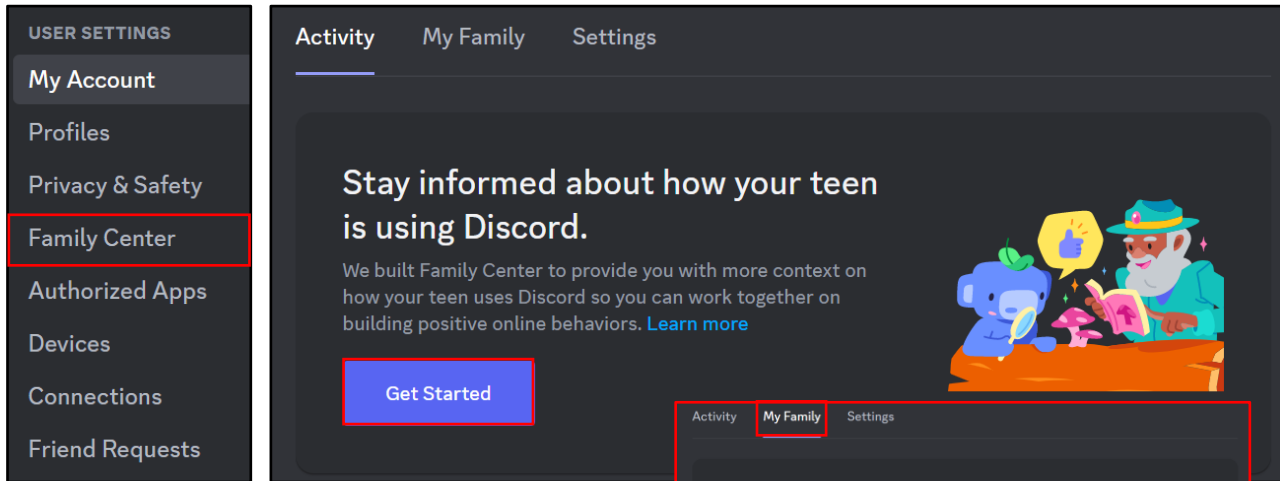 USER SETTINGS
My Account
Profiles
Privacy & Safety
Family Center
Authorized Apps
Devices
Connections
Friend Requests
Activity My Family Settings
Stay informed about how your teen
is using Discord.
We built Family Center to provide you with more context on
how your teen uses Discord so you can work together on
building positive online behaviors. Learn more
Get Started
Activity My Family Settings